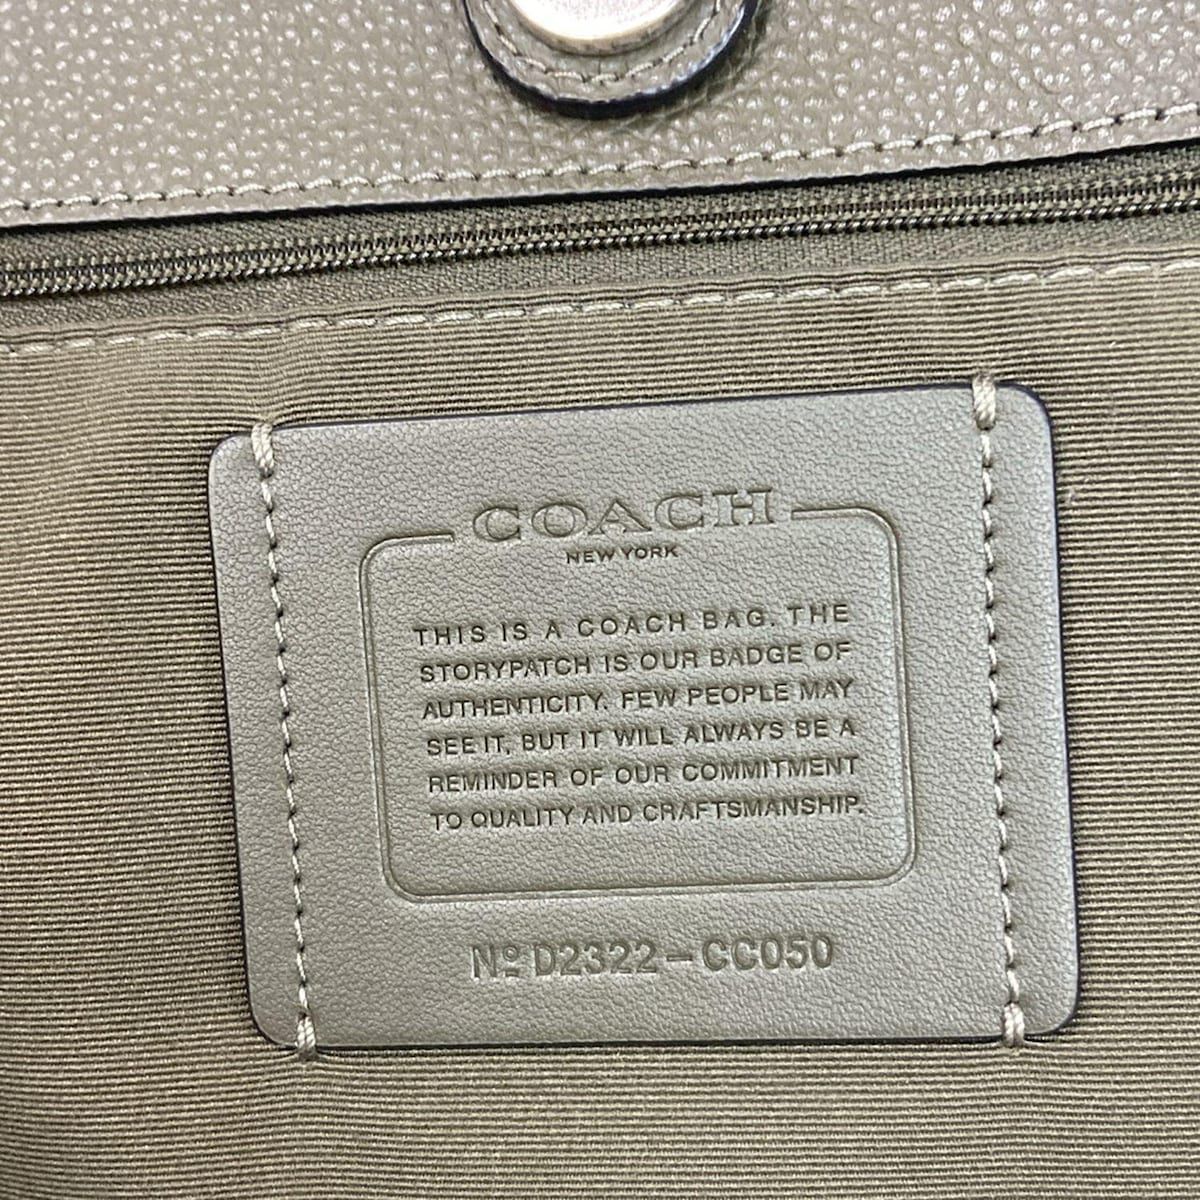 COACH
NEW YORK
THIS IS A COACH BAG. THE
STORYPATCH IS OUR BADGE OF
AUTHENTICITY. FEW PEOPLE MAY
SEE IT, BUT IT WILL ALWAYS BE A
REMINDER OF OUR COMMITMENT
TO QUALITY AND CRAFTSMANSHIP.
Nº D2322-CC050